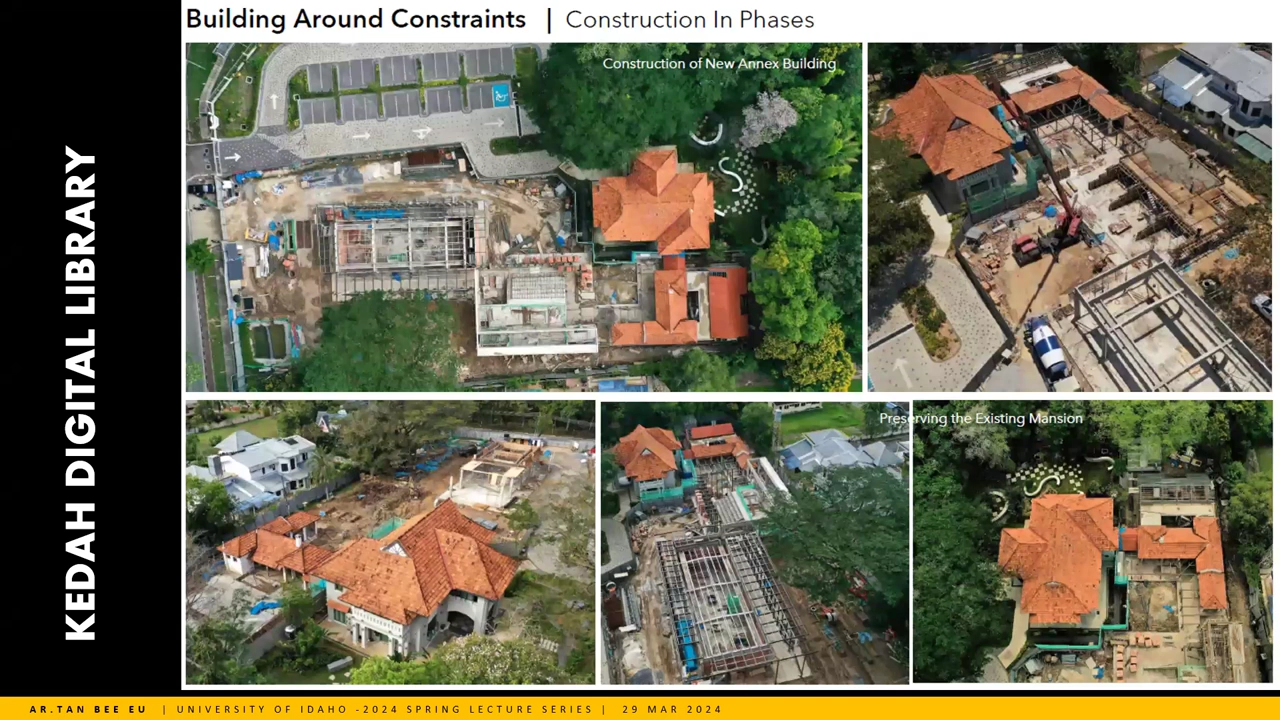 Building Around Constraints | Construction In Phases
Construction of New Annex Building
Preserving the Existing Mansion
KEDAH DIGITAL LIBRARY
AR.TAN BEE EU | UNIVERSITY OF IDAHO -2024 SPRING LECTURE SERIES | 29 MAR 2024